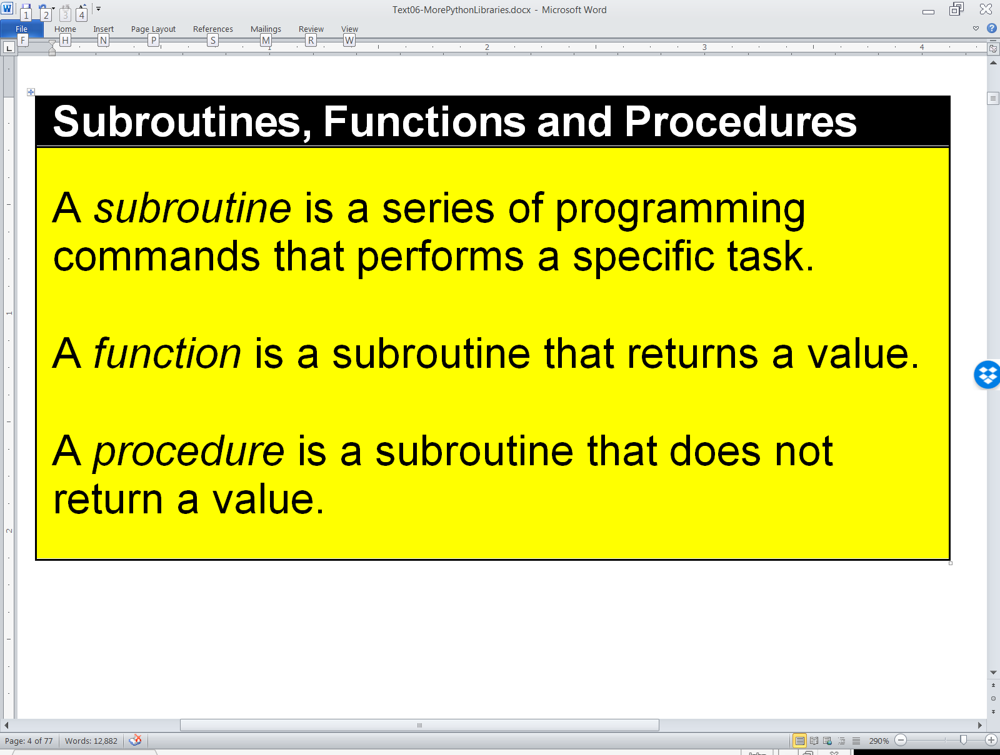 1 2 3 4
Text06-MorePythonLibraries.docx - Microsoft Word
File Home Insert Page Layout References Mailings Review View
F H N P S M R W
1 2 3 4
Subroutines, Functions and Procedures
A subroutine is a series of programming
commands that performs a specific task.
A function is a subroutine that returns a value.
A procedure is a subroutine that does not
return a value.
1
2
Page: 4 of 77 Words: 12,882 290%